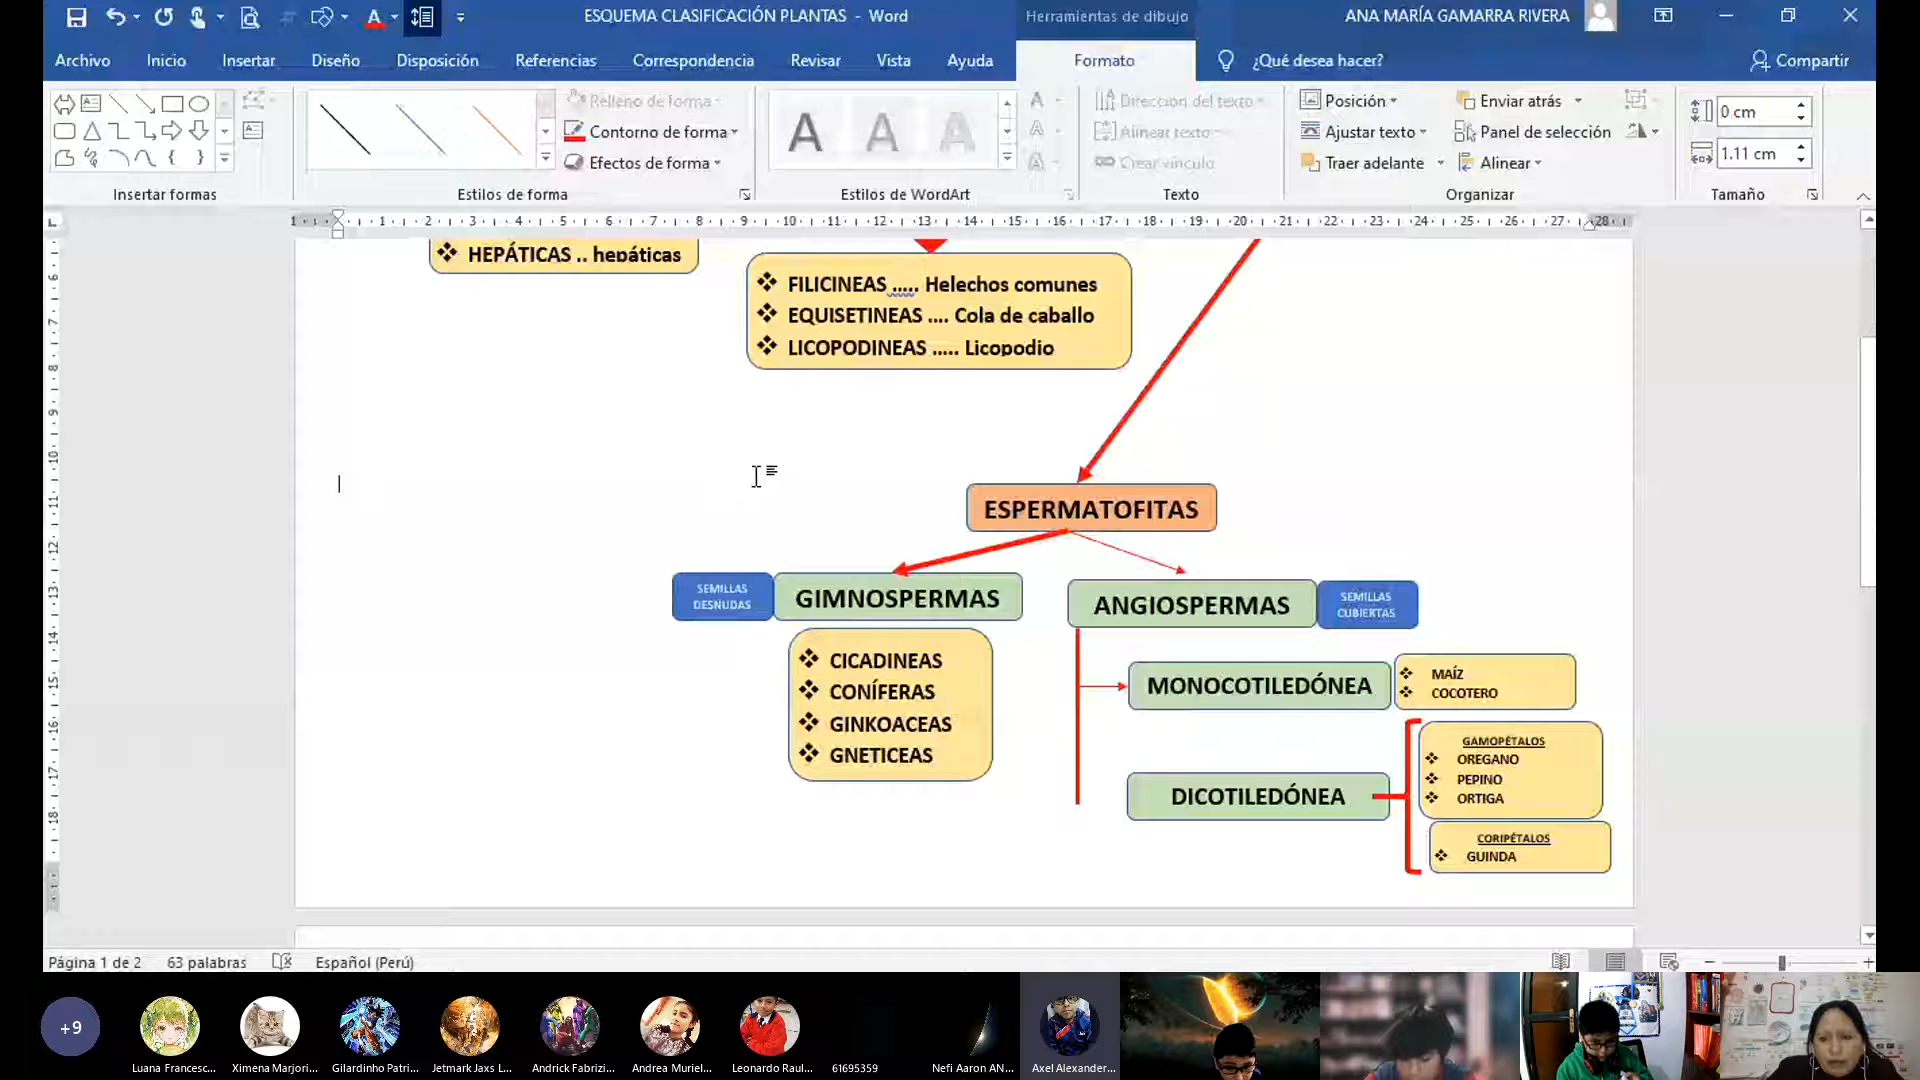 ESQUEMA CLASIFICACIÓN PLANTAS - Word
Herramientas de dibujo
ANA MARÍA GAMARRA RIVERA
Archivo Inicio Insertar Diseño Disposición Referencias Correspondencia Revisar Vista Ayuda Formato ¿Qué desea hacer? Compartir
Relleno de forma
Contorno de forma
Efectos de forma
Dirección del texto
Alinear texto
Crear vínculo
Posición
Ajustar texto
Traer adelante
Enviar atrás
Panel de selección
Alinear
0 cm
1.11 cm
Insertar formas Estilos de forma Estilos de WordArt Texto Organizar Tamaño
HEPÁTICAS .. hepáticas
FILICINEAS ..... Helechos comunes
EQUISETINEAS .... Cola de caballo
LICOPODINEAS ..... Licopodio
ESPERMATOFITAS
SEMILLAS
DESNUDAS
GIMNOSPERMAS
ANGIOSPERMAS
SEMILLAS
CUBIERTAS
CICADINEAS
CONÍFERAS
GINKOACEAS
GNETICEAS
MONOCOTILEDÓNEA
MAÍZ
COCOTERO
DICOTILEDÓNEA
GAMOPÉTALOS
OREGANO
PEPINO
ORTIGA
CORIPÉTALOS
GUINDA
Página 1 de 2 63 palabras Español (Perú)
+9
Luana Francesc... Ximena Marjori... Gilardinho Patri... Jetmark Jaxs L... Andrick Fabrizi... Andrea Muriel... Leonardo Raul... 61695359 Nefi Aaron AN... Axel Alexander...